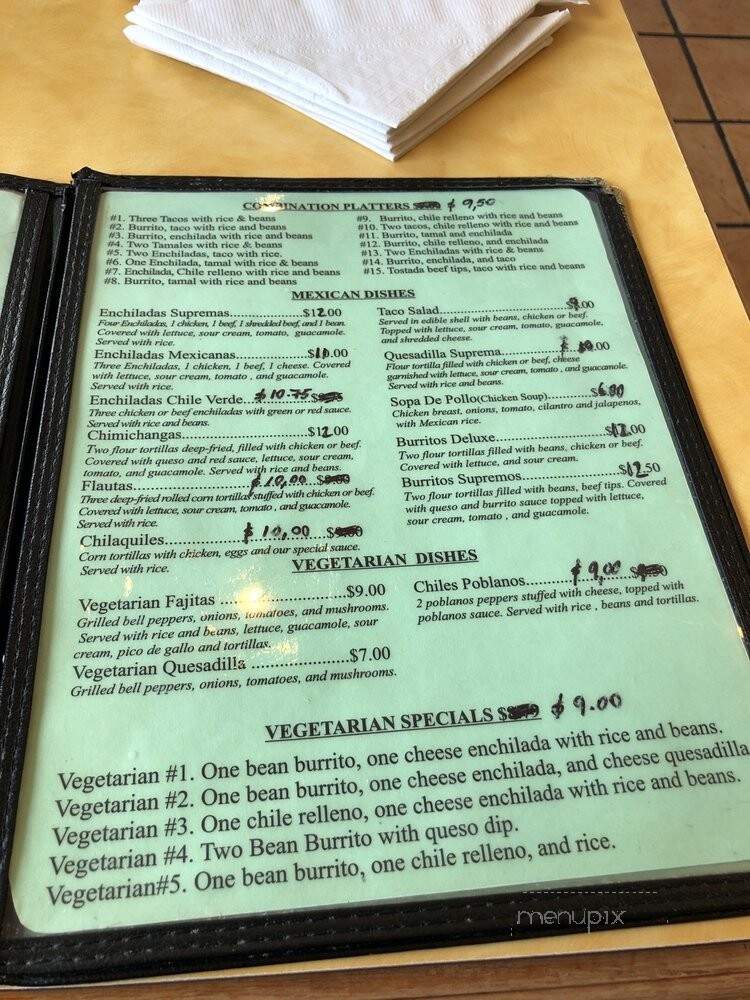 COMBINATION PLATTERS $ 9,50
#1. Three Tacos with rice & beans
#2. Burrito, taco with rice and beans
#3. Burrito, enchilada with rice and beans
#4. Two Tamales with rice & beans
#5. Two Enchiladas, taco with rice.
#6. One Enchilada, tamal with rice & beans
#7. Enchilada, Chile relleno with rice and beans
#8. Burrito, tamal with rice and beans
#9. Burrito, chile relleno with rice and beans
#10. Two tacos, chile relleno with rice and beans
#11. Burrito, tamal and enchilada
#12. Burrito, chile relleno, and enchilada
#13. Two Enchiladas with rice & beans
#14. Burrito, enchilada, and taco
#15. Tostada beef tips, taco with rice and beans
MEXICAN DISHES
Enchiladas Supremas....................$12.00
Four Enchiladas, 1 chicken, 1 beef, 1 shredded beef, and 1 bean.
Covered with lettuce, sour cream, tomato, guacamole.
Served with rice.
Enchiladas Mexicanas..................$11.00
Three Enchiladas, 1 chicken, 1 beef, 1 cheese. Covered
with lettuce, sour cream, tomato , and guacamole.
Served with rice.
Enchiladas Chile Verde...$ 10.75
Three chicken or beef enchiladas with green or red sauce.
Served with rice and beans.
Chimichangas..........................$12.00
Two flour tortillas deep-fried, filled with chicken or beef.
Covered with queso and red sauce, lettuce, sour cream,
tomato, and guacamole. Served with rice and beans.
Flautas..................$ 10,00
Three deep-fried rolled corn tortillas stuffed with chicken or beef.
Covered with lettuce, sour cream, tomato , and guacamole.
Served with rice.
Chilaquiles..............$ 10,00
Corn tortillas with chicken, eggs and our special sauce.
Served with rice.
Taco Salad............................$9.00
Served in edible shell with beans, chicken or beef.
Topped with lettuce, sour cream, tomato, guacamole,
and shredded cheese.
Quesadilla Suprema..............$ 10.00
Flour tortilla filled with chicken or beef, cheese
garnished with lettuce, sour cream, tomato , and guacamole.
Served with rice and beans.
Sopa De Pollo(Chicken Soup)................$6.00
Chicken breast, onions, tomato, cilantro and jalapenos,
with Mexican rice.
Burritos Deluxe........................$12.00
Two flour tortillas filled with beans, chicken or beef.
Covered with lettuce, and sour cream.
Burritos Supremos....................$12.50
Two flour tortillas filled with beans, beef tips. Covered
with queso and burrito sauce topped with lettuce,
sour cream, tomato , and guacamole.
VEGETARIAN DISHES
Vegetarian Fajitas ......................$9.00
Grilled bell peppers, onions, tomatoes, and mushrooms.
Served with rice and beans, lettuce, guacamole, sour
cream, pico de gallo and tortillas.
Vegetarian Quesadilla .................$7.00
Grilled bell peppers, onions, tomatoes, and mushrooms.
Chiles Poblanos..........$ 9,00
2 poblanos peppers stuffed with cheese, topped with
poblanos sauce. Served with rice , beans and tortillas.
VEGETARIAN SPECIALS $ $ 9.00
Vegetarian #1. One bean burrito, one cheese enchilada with rice and beans.
Vegetarian #2. One bean burrito, one cheese enchilada, and cheese quesadilla
Vegetarian #3. One chile relleno, one cheese enchilada with rice and beans.
Vegetarian #4. Two Bean Burrito with queso dip.
Vegetarian#5. One bean burrito, one chile relleno, and rice.
menupix